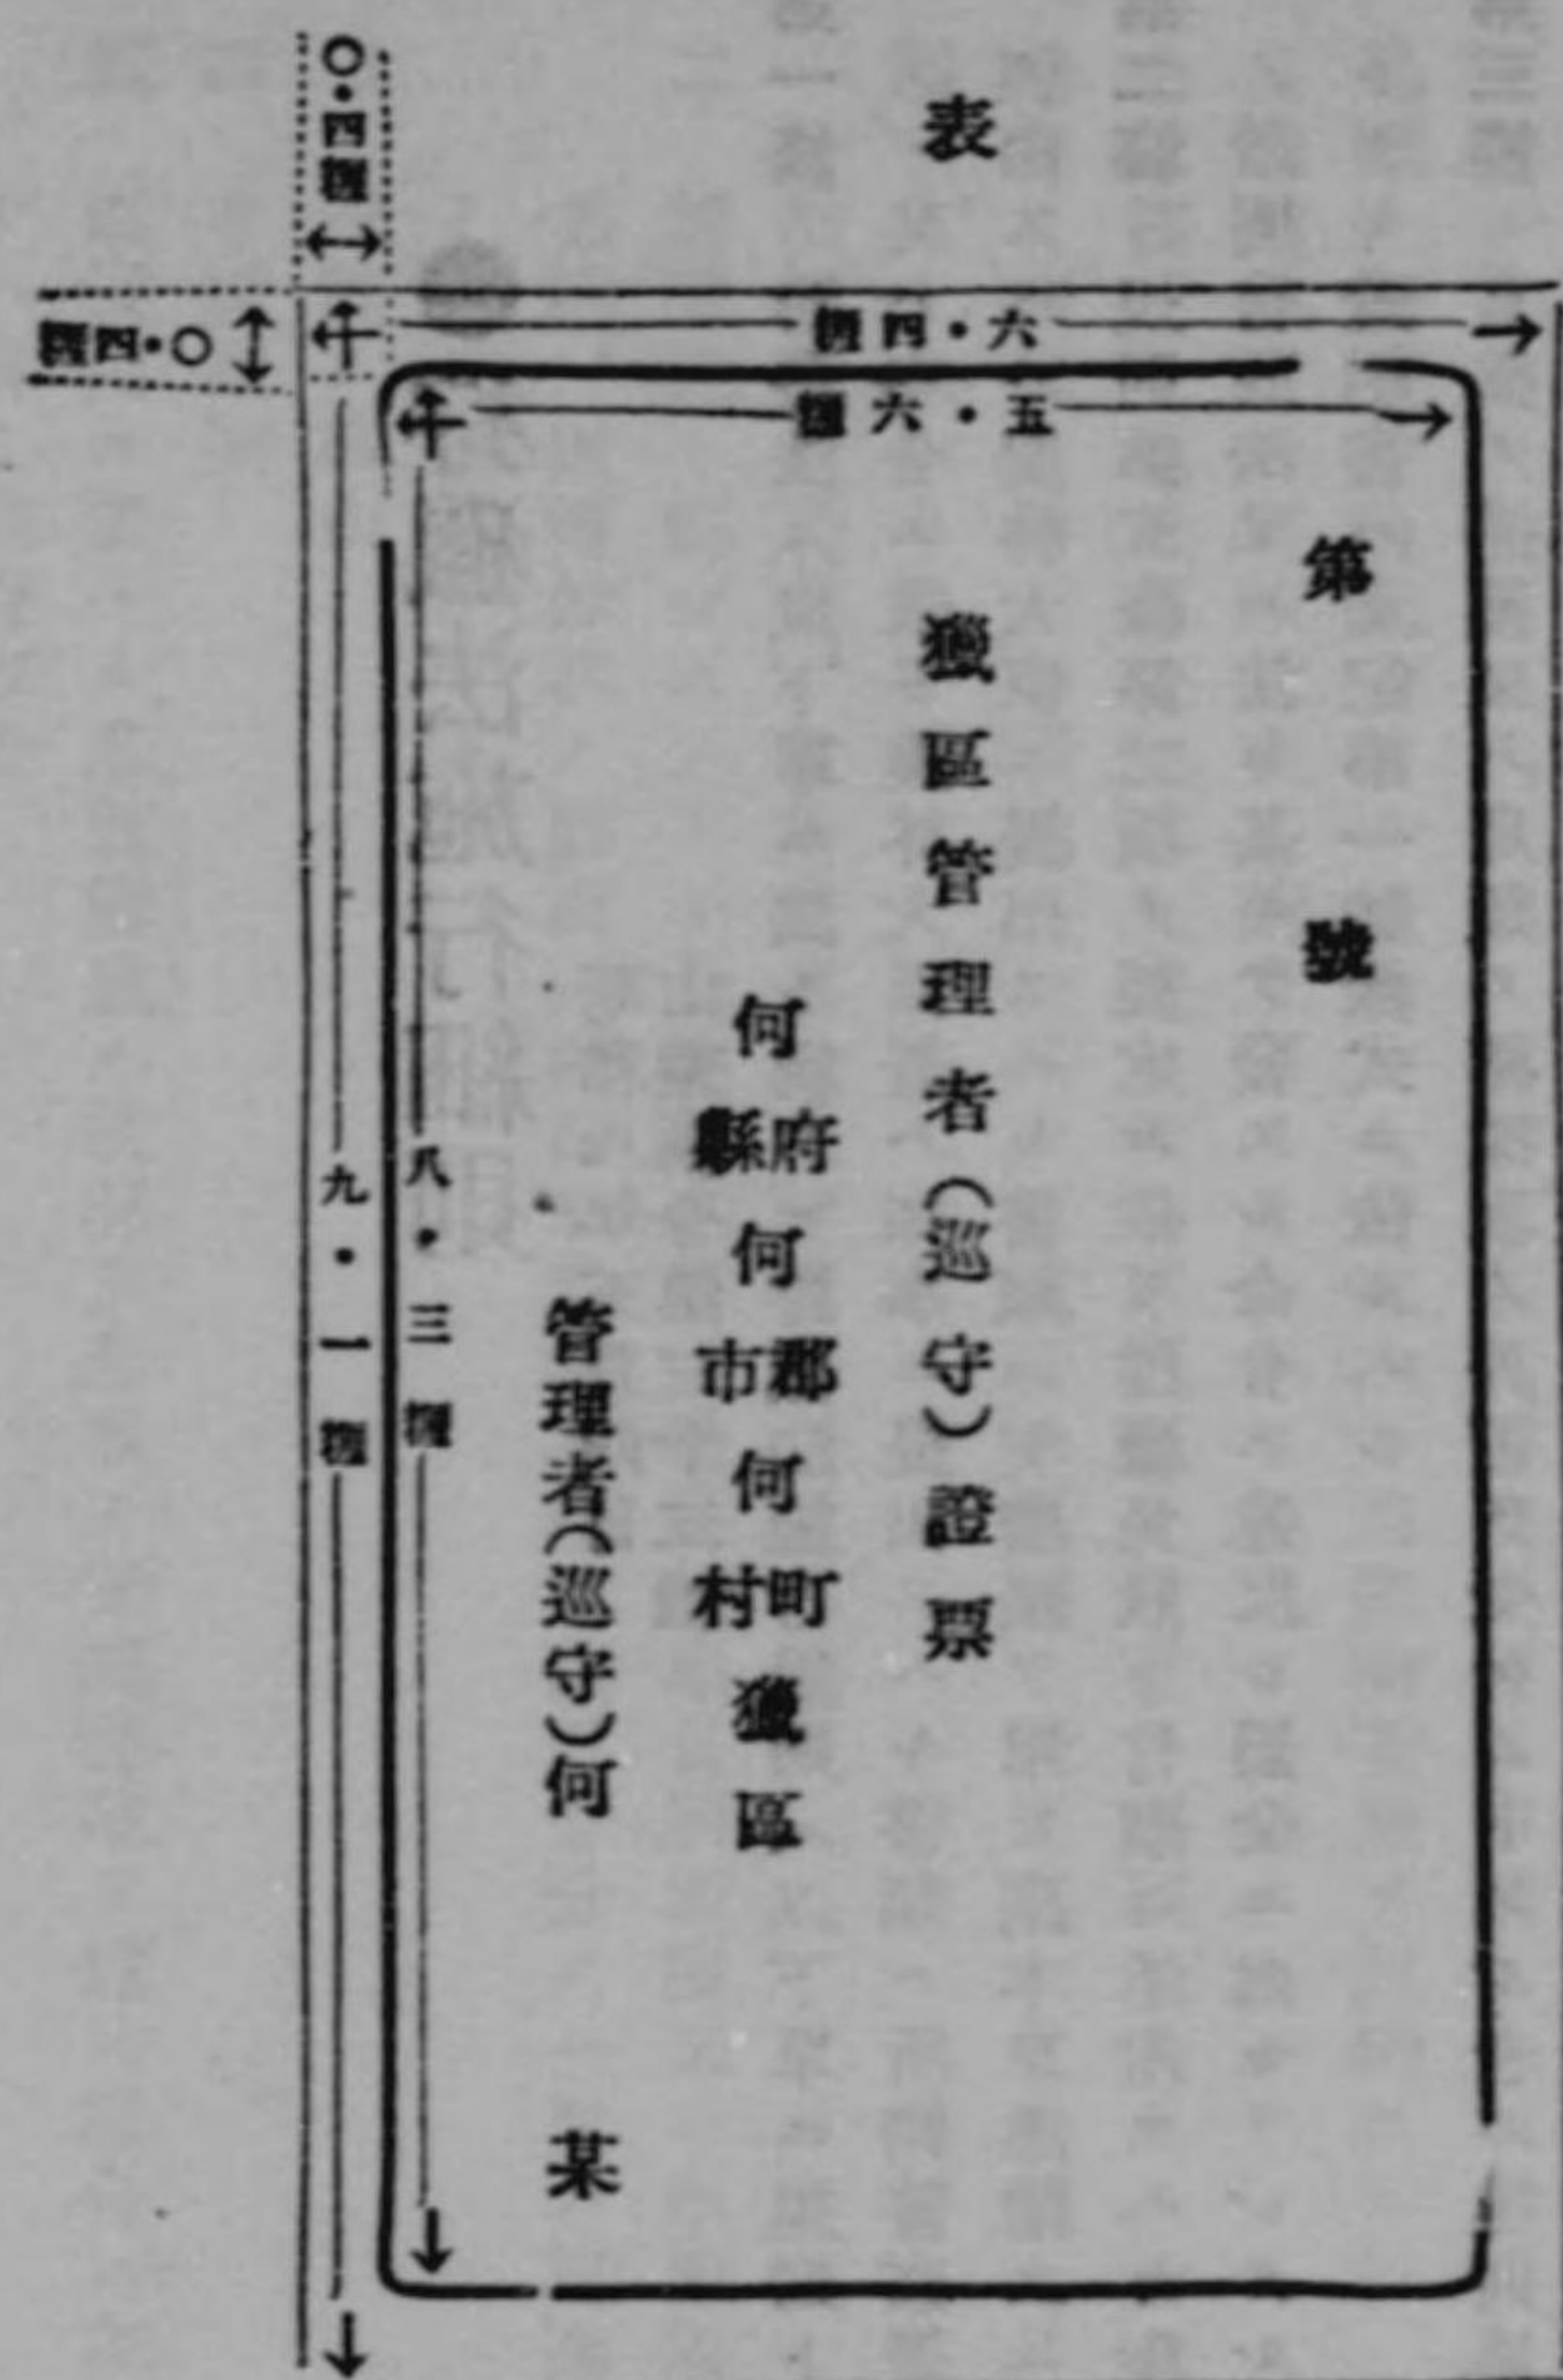 表
第　號
獵區管理者(巡守)證票
何府縣何郡市何町村獵區
管理者(巡守)何　某
六・四糎
五・六糎
八・三糎
九・一糎
〇・四糎
〇・四糎